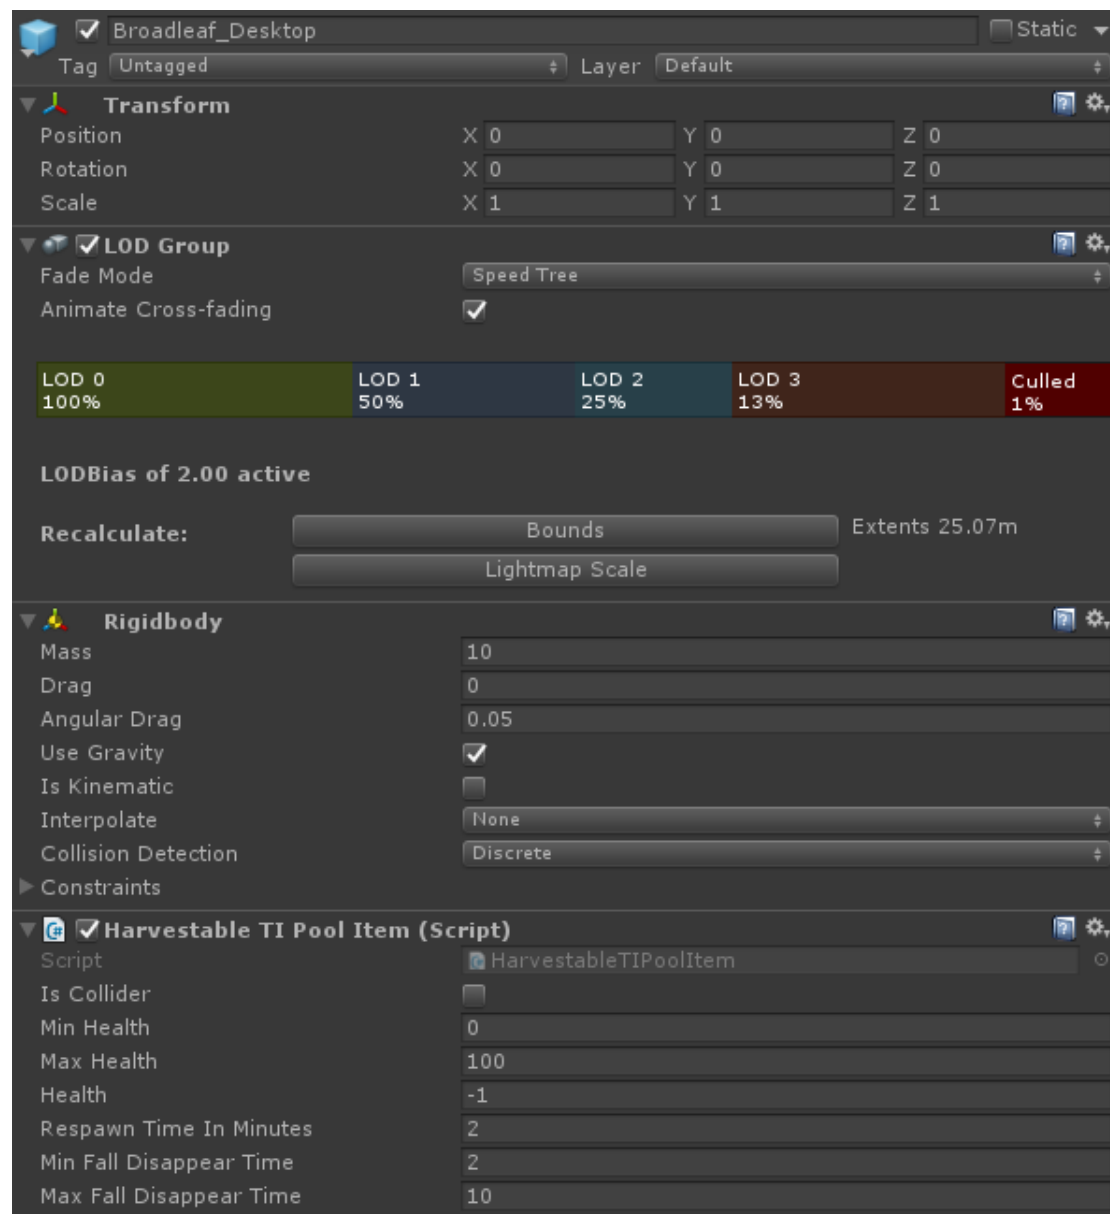 Broadleaf_Desktop Static
Tag Untagged Layer Default
Transform
Position X 0 Y 0 Z 0
Rotation X 0 Y 0 Z 0
Scale X 1 Y 1 Z 1
LOD Group
Fade Mode Speed Tree
Animate Cross-fading
LOD 0 LOD 1 LOD 2 LOD 3 Culled
100% 50% 25% 13% 1%
LODBias of 2.00 active
Recalculate: Bounds Extents 25.07m
Lightmap Scale
Rigidbody
Mass 10
Drag 0
Angular Drag 0.05
Use Gravity
Is Kinematic
Interpolate None
Collision Detection Discrete
Constraints
Harvestable TI Pool Item (Script)
Script HarvestableTIPoolItem
Is Collider
Min Health 0
Max Health 100
Health -1
Respawn Time In Minutes 2
Min Fall Disappear Time 2
Max Fall Disappear Time 10